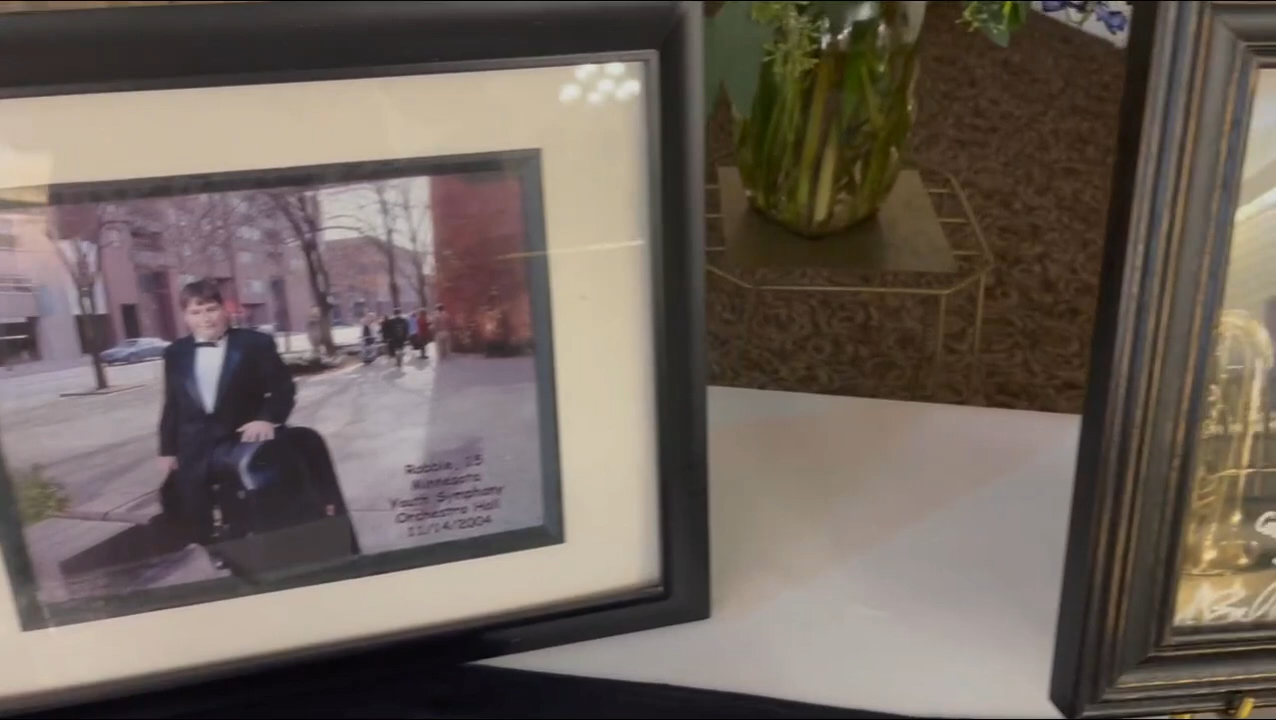 Robbie, 15
Minnesota
Youth Symphony
Orchestra Hall
11/14/2004